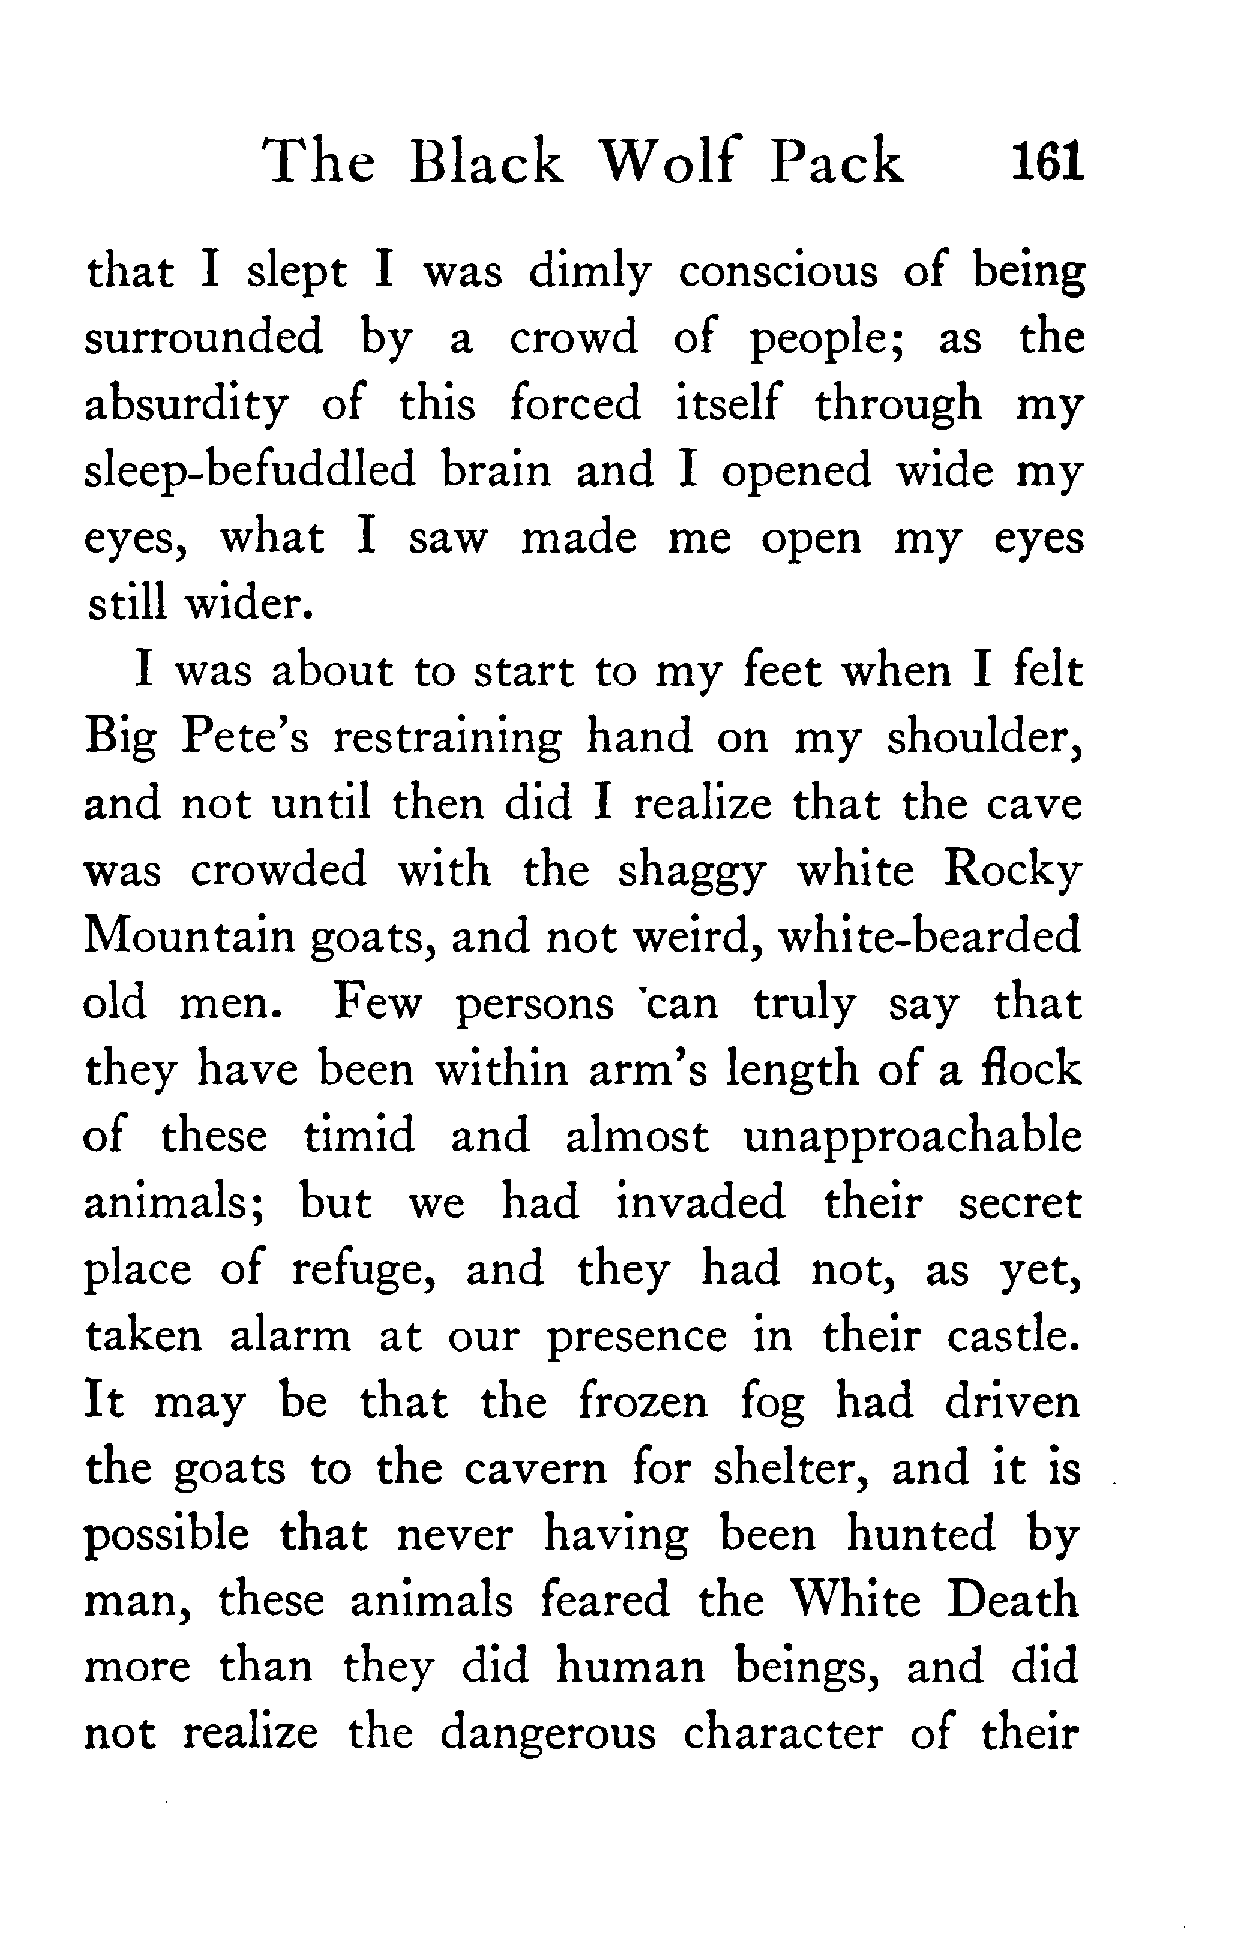 The Black Wolf Pack 161
that I slept I was dimly conscious of being
surrounded by a crowd of people; as the
absurdity of this forced itself through my
sleep-befuddled brain and I opened wide my
eyes, what I saw made me open my eyes
still wider.
I was about to start to my feet when I felt
Big Pete's restraining hand on my shoulder,
and not until then did I realize that the cave
was crowded with the shaggy white Rocky
Mountain goats, and not weird, white-bearded
old men. Few persons can truly say that
they have been within arm's length of a flock
of these timid and almost unapproachable
animals; but we had invaded their secret
place of refuge, and they had not, as yet,
taken alarm at our presence in their castle.
It may be that the frozen fog had driven
the goats to the cavern for shelter, and it is
possible that never having been hunted by
man, these animals feared the White Death
more than they did human beings, and did
not realize the dangerous character of their